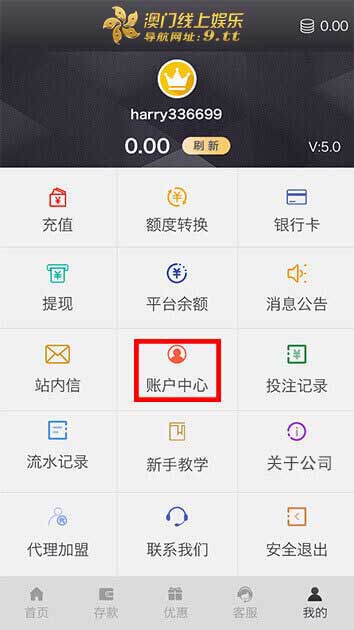 澳门线上娱乐
导航网址:9.tt
0.00
harry336699
0.00 刷新
V:5.0
充值 额度转换 银行卡
提现 平台余额 消息公告
站内信 账户中心 投注记录
流水记录 新手教学 关于公司
代理加盟 联系我们 安全退出
首页 存款 优惠 客服 我的